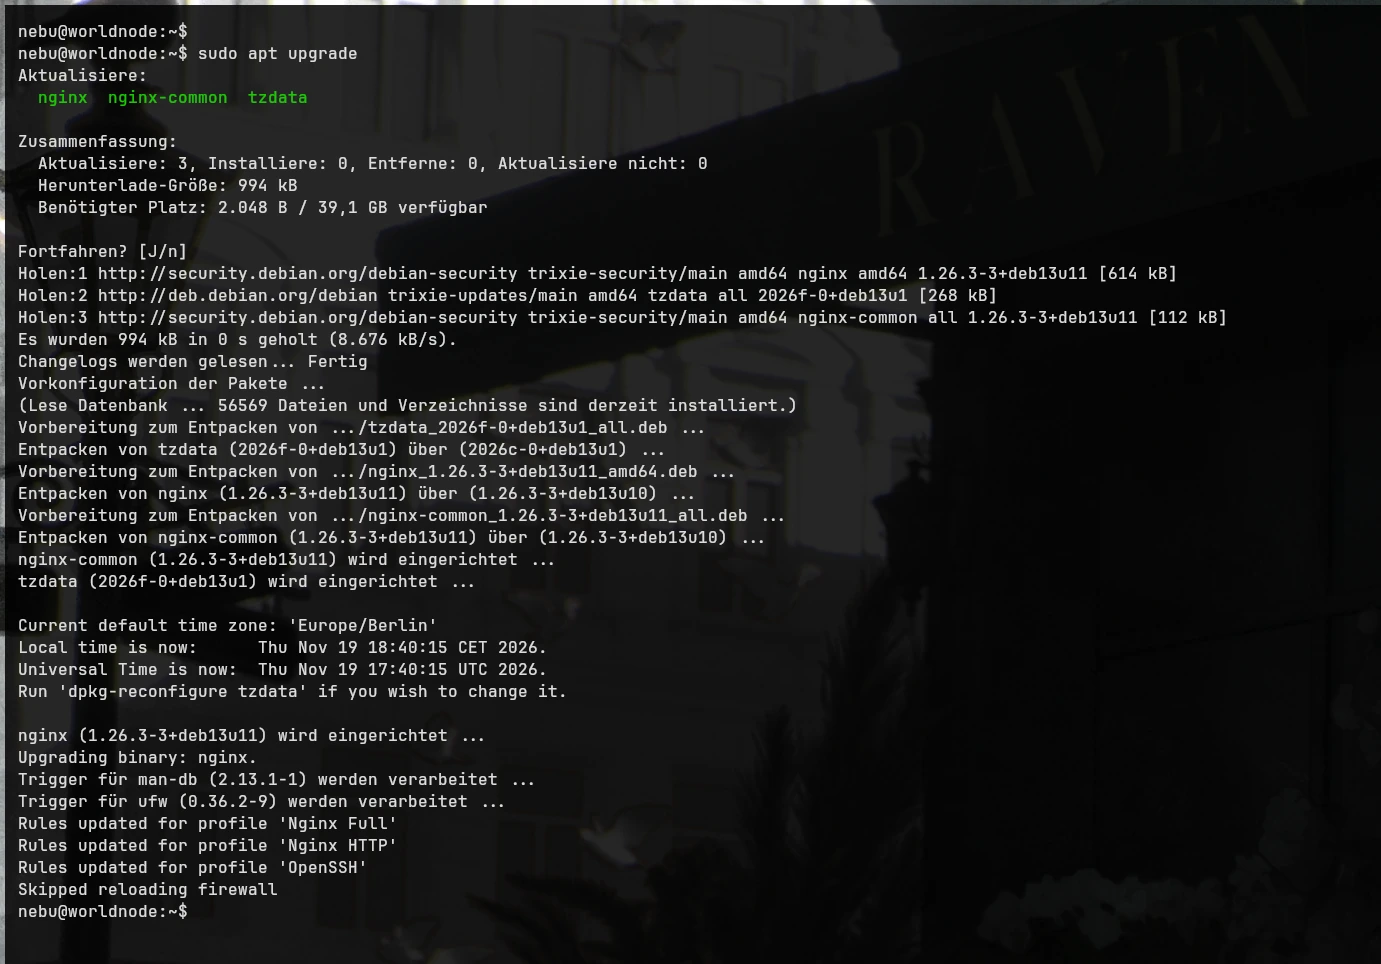 RAVEN
nebu@worldnode:~$
nebu@worldnode:~$ sudo apt upgrade
Aktualisiere:
  nginx  nginx-common  tzdata

Zusammenfassung:
  Aktualisiere: 3, Installiere: 0, Entferne: 0, Aktualisiere nicht: 0
  Herunterlade-Größe: 994 kB
  Benötigter Platz: 2.048 B / 39,1 GB verfügbar

Fortfahren? [J/n]
Holen:1 http://security.debian.org/debian-security trixie-security/main amd64 nginx amd64 1.26.3-3+deb13u11 [614 kB]
Holen:2 http://deb.debian.org/debian trixie-updates/main amd64 tzdata all 2026f-0+deb13u1 [268 kB]
Holen:3 http://security.debian.org/debian-security trixie-security/main amd64 nginx-common all 1.26.3-3+deb13u11 [112 kB]
Es wurden 994 kB in 0 s geholt (8.676 kB/s).
Changelogs werden gelesen... Fertig
Vorkonfiguration der Pakete ...
(Lese Datenbank ... 56569 Dateien und Verzeichnisse sind derzeit installiert.)
Vorbereitung zum Entpacken von .../tzdata_2026f-0+deb13u1_all.deb ...
Entpacken von tzdata (2026f-0+deb13u1) über (2026c-0+deb13u1) ...
Vorbereitung zum Entpacken von .../nginx_1.26.3-3+deb13u11_amd64.deb ...
Entpacken von nginx (1.26.3-3+deb13u11) über (1.26.3-3+deb13u10) ...
Vorbereitung zum Entpacken von .../nginx-common_1.26.3-3+deb13u11_all.deb ...
Entpacken von nginx-common (1.26.3-3+deb13u11) über (1.26.3-3+deb13u10) ...
nginx-common (1.26.3-3+deb13u11) wird eingerichtet ...
tzdata (2026f-0+deb13u1) wird eingerichtet ...

Current default time zone: 'Europe/Berlin'
Local time is now:      Thu Nov 19 18:40:15 CET 2026.
Universal Time is now:  Thu Nov 19 17:40:15 UTC 2026.
Run 'dpkg-reconfigure tzdata' if you wish to change it.

nginx (1.26.3-3+deb13u11) wird eingerichtet ...
Upgrading binary: nginx.
Trigger für man-db (2.13.1-1) werden verarbeitet ...
Trigger für ufw (0.36.2-9) werden verarbeitet ...
Rules updated for profile 'Nginx Full'
Rules updated for profile 'Nginx HTTP'
Rules updated for profile 'OpenSSH'
Skipped reloading firewall
nebu@worldnode:~$